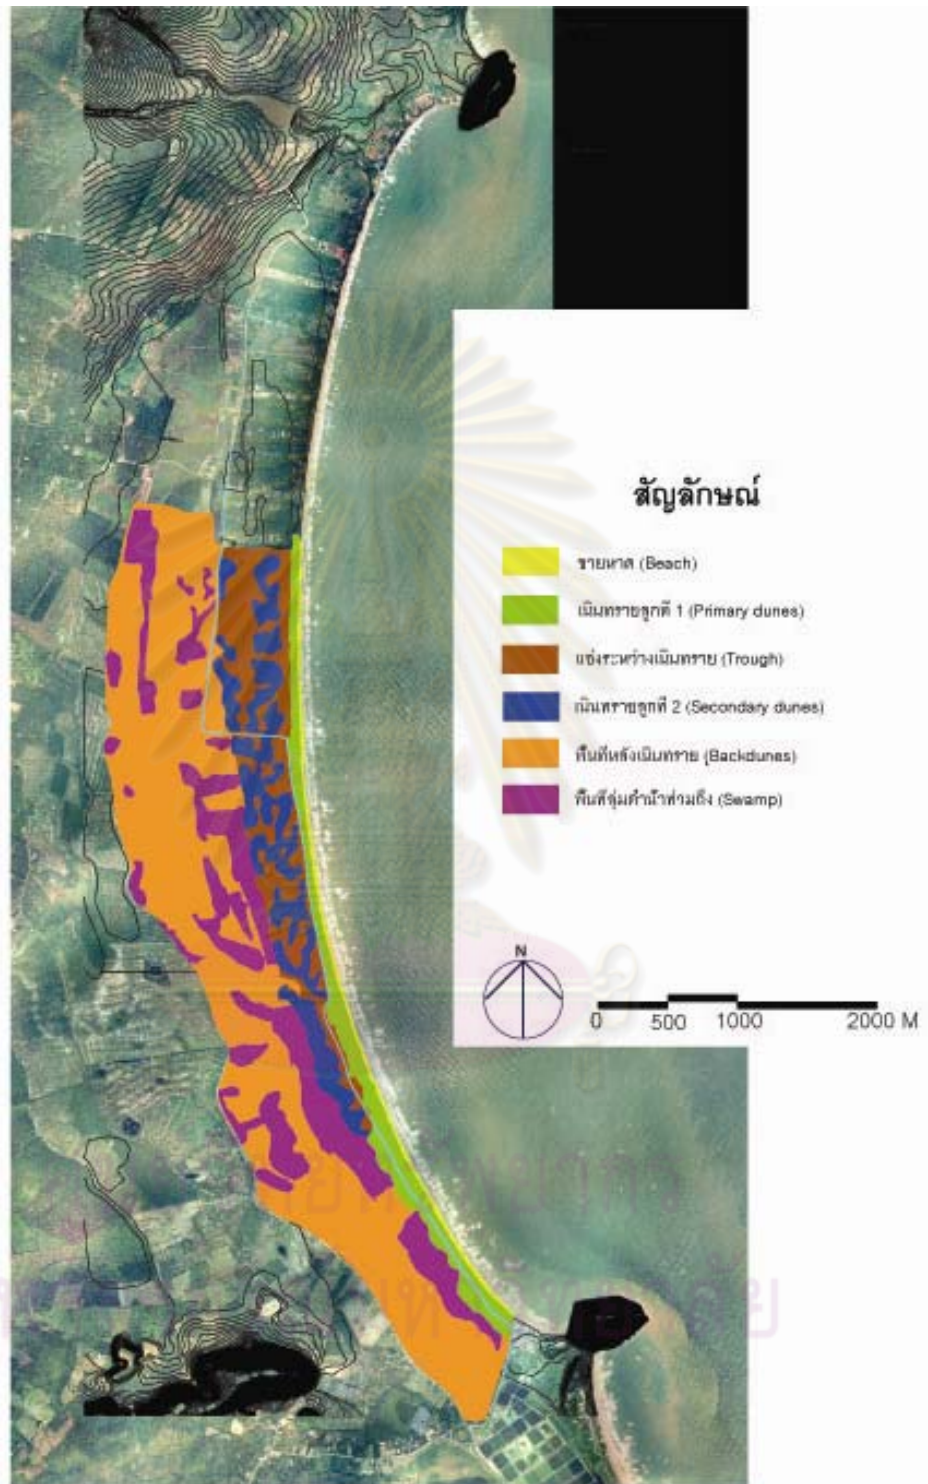 สัญลักษณ์
ชายหาด (Beach)
เนินทรายลูกที่ 1 (Primary dunes)
แอ่งระหว่างเนินทราย (Trough)
เนินทรายลูกที่ 2 (Secondary dunes)
พื้นที่หลังเนินทราย (Backdunes)
พื้นที่ลุ่มต่ำน้ำท่วมถึง (Swamp)
N
0 500 1000 2000 M